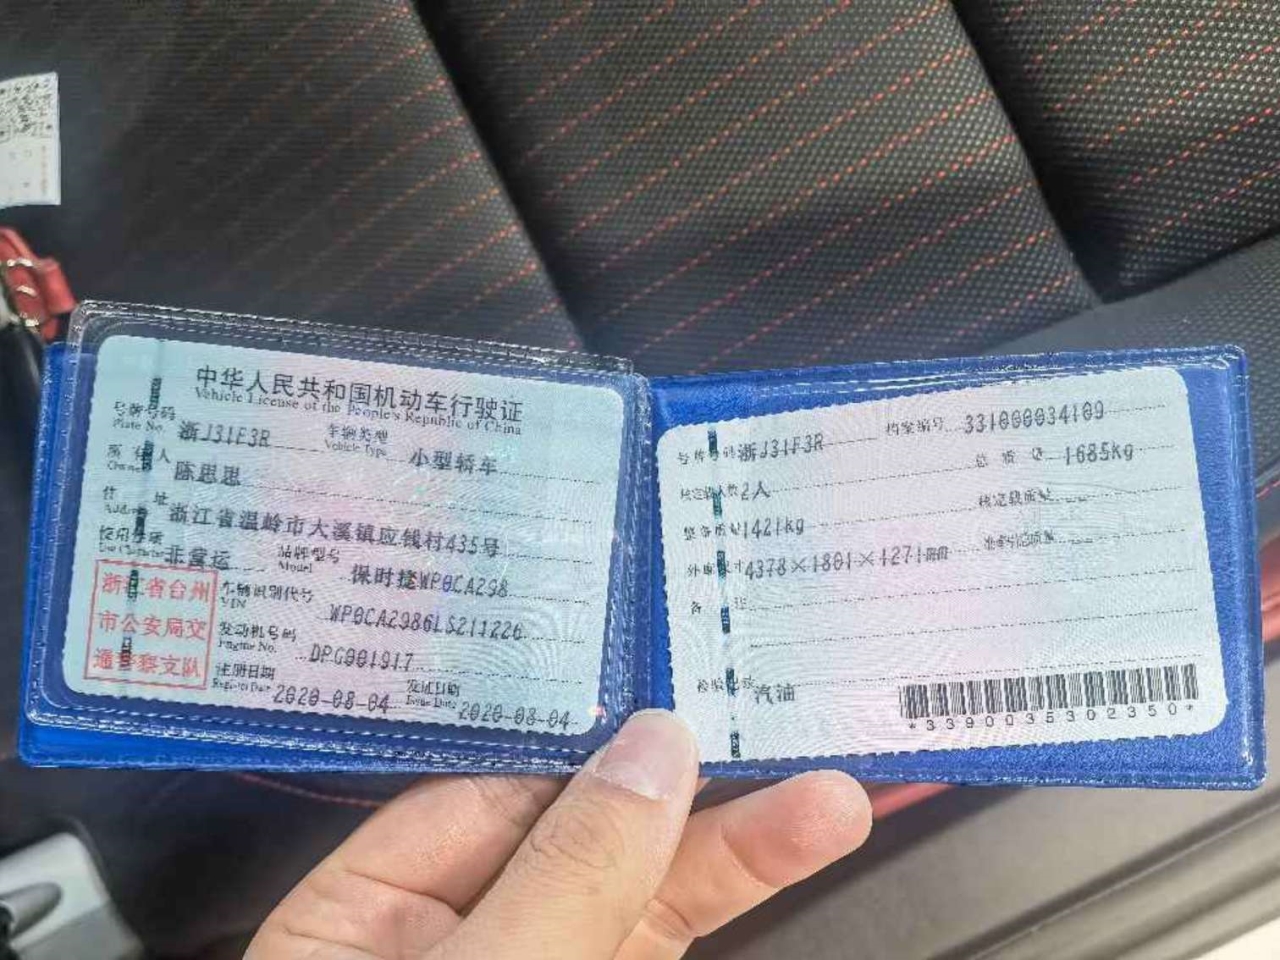 中华人民共和国机动车行驶证
Vehicle License of the People's Republic of China
号牌号码 浙J31F3R 车辆类型 小型轿车
Plate No. Vehicle Type
所有人 陈思思
Owner
住址 浙江省温岭市大溪镇应钱村435号
Address
使用性质 非营运 品牌型号 保时捷WP0CA298
Use Character Model
浙江省台州
市公安局交
通警察支队
车辆识别代号 WP0CA2986LS211226
VIN
发动机号码 DPG001917
Engine No.
注册日期 2020-08-04 发证日期 2020-08-04
Register Date Issue Date
号牌号码 浙J31F3R 档案编号 331000034109
核定载人数 2人 总质量 1685kg
整备质量 1421kg 核定载质量
外廓尺寸 4378×1801×1271mm 准牵引总质量
备注
检验记录 汽油
*3390035302350*